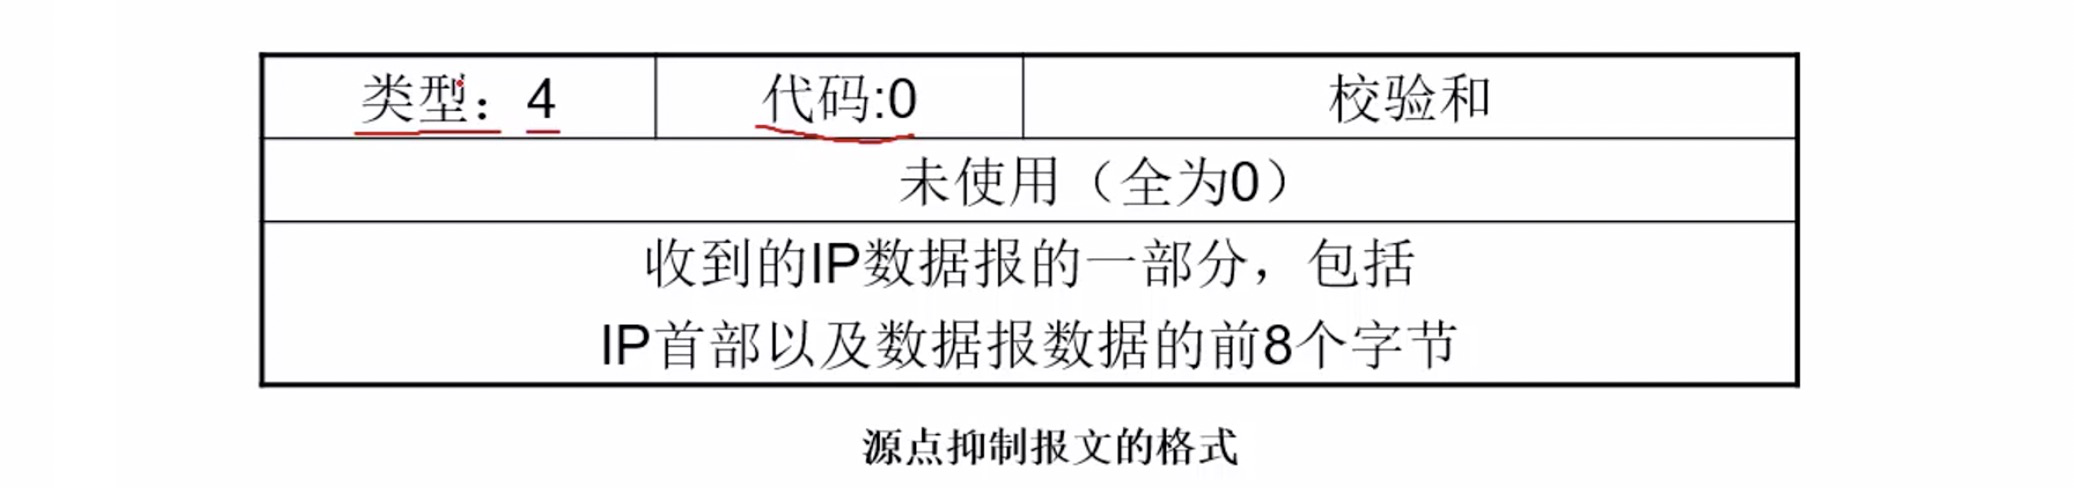 类型：4
代码:0
校验和
未使用（全为0）
收到的IP数据报的一部分，包括
IP首部以及数据报数据的前8个字节
源点抑制报文的格式